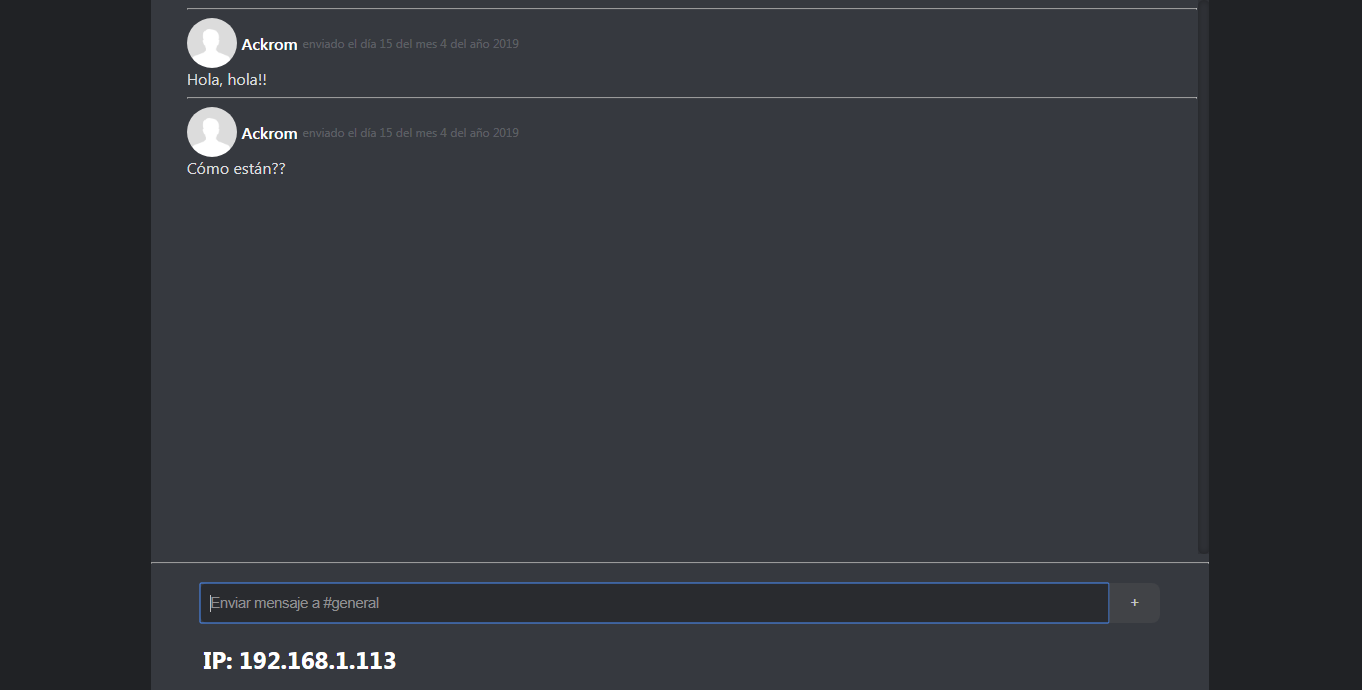 Ackrom enviado el día 15 del mes 4 del año 2019
Hola, hola!!
Ackrom enviado el día 15 del mes 4 del año 2019
Cómo están??
Enviar mensaje a #general +
IP: 192.168.1.113